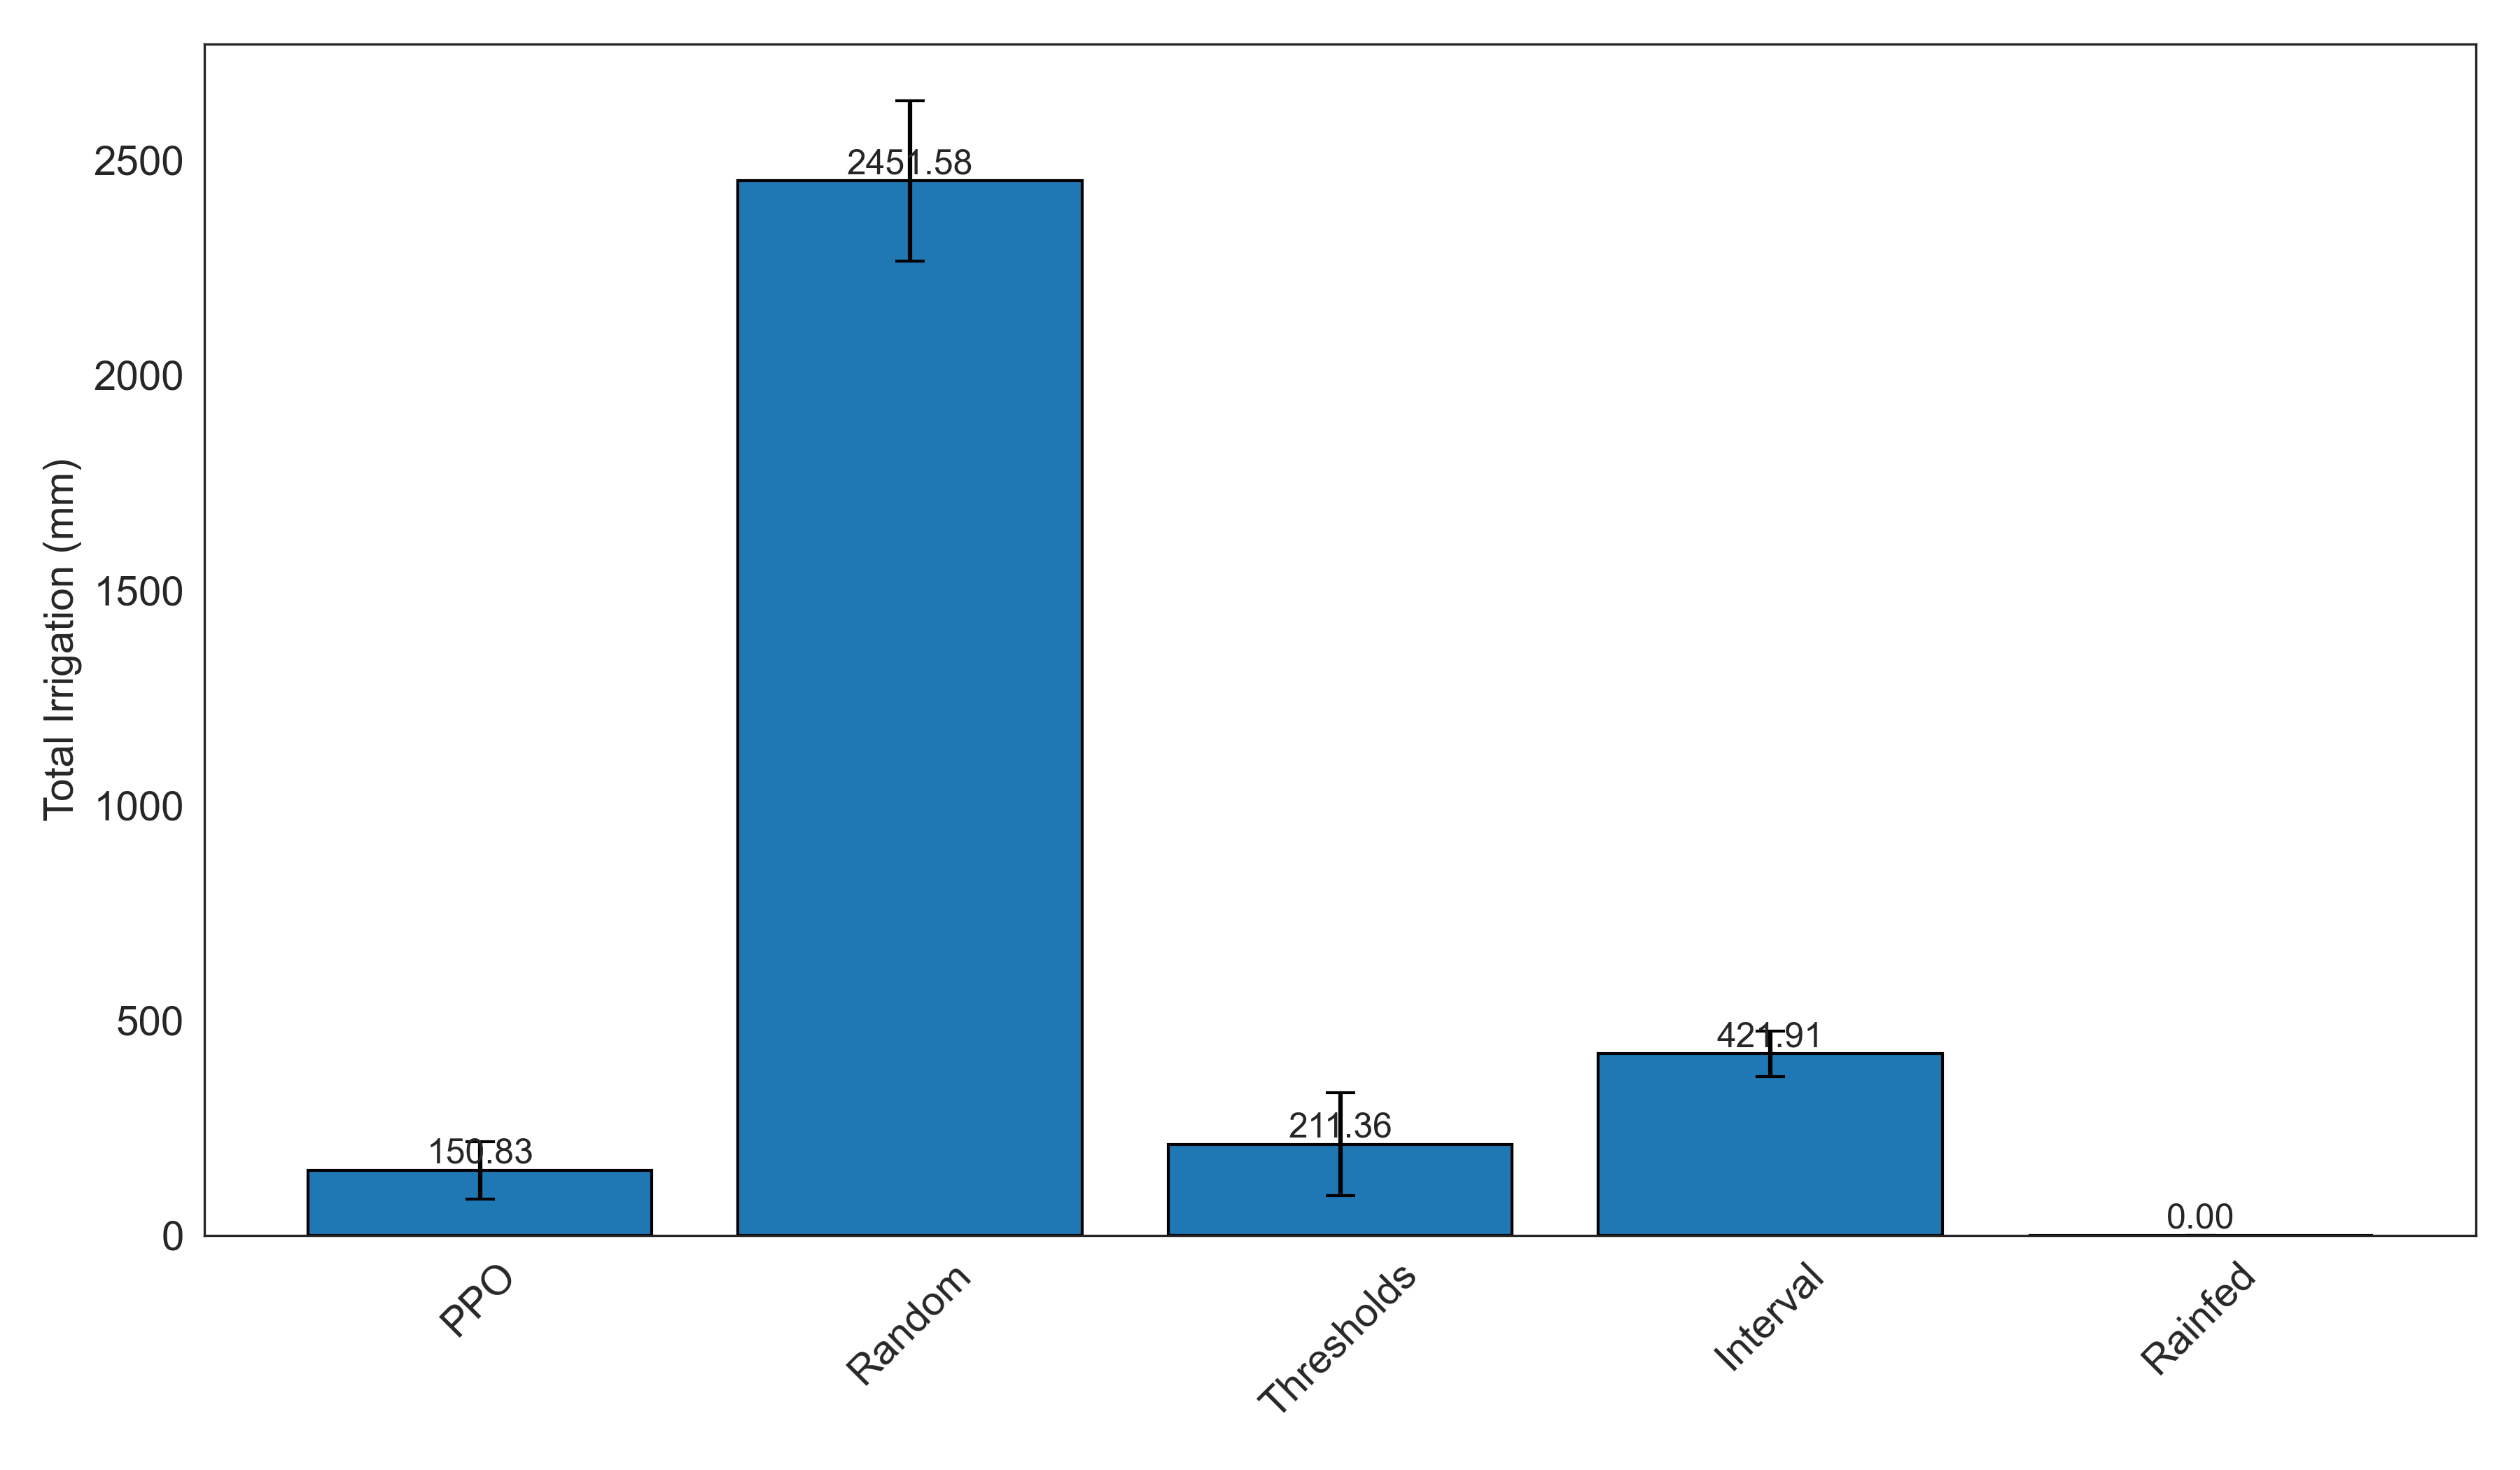 Total Irrigation (mm)
2500
2000
1500
1000
500
0
150.83
2451.58
211.36
421.91
0.00
PPO
Random
Thresholds
Interval
Rainfed